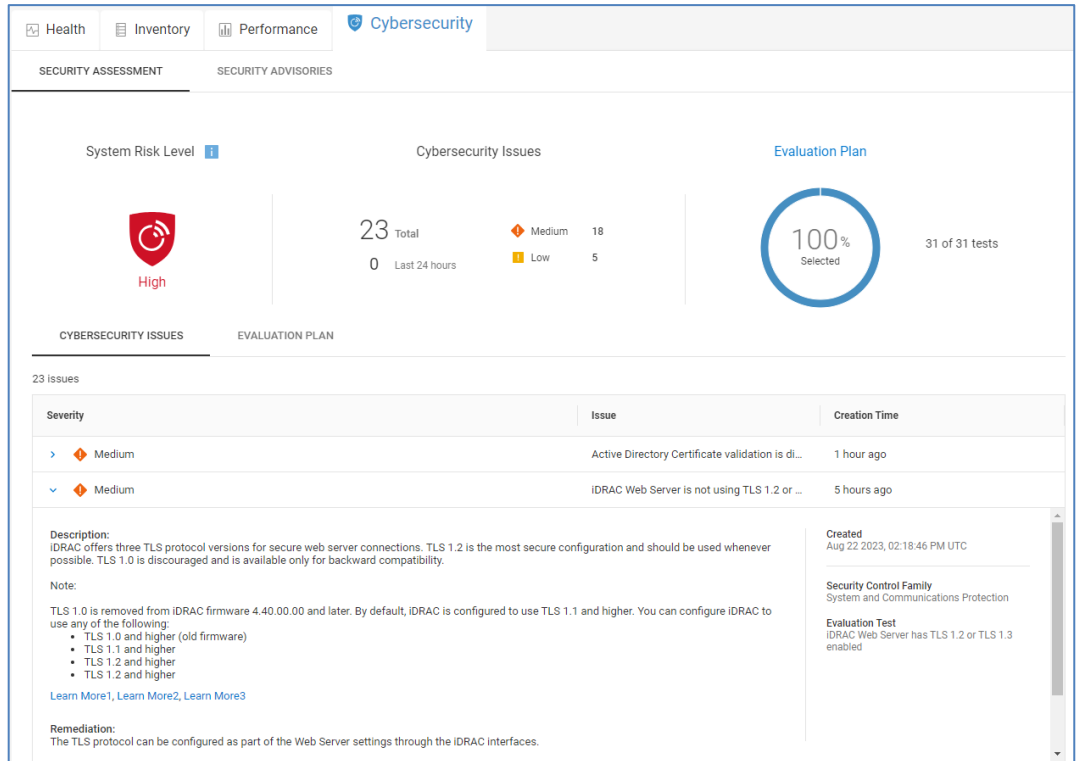 Health Inventory Performance Cybersecurity
SECURITY ASSESSMENT SECURITY ADVISORIES
System Risk Level i Cybersecurity Issues Evaluation Plan
23 Total Medium 18
0 Last 24 hours Low 5
100% 31 of 31 tests
Selected
High
CYBERSECURITY ISSUES EVALUATION PLAN
23 issues
Severity Issue Creation Time
Medium Active Directory Certificate validation is di... 1 hour ago
Medium iDRAC Web Server is not using TLS 1.2 or ... 5 hours ago
Description:
iDRAC offers three TLS protocol versions for secure web server connections. TLS 1.2 is the most secure configuration and should be used whenever
possible. TLS 1.0 is discouraged and is available only for backward compatibility.
Note:
TLS 1.0 is removed from iDRAC firmware 4.40.00.00 and later. By default, iDRAC is configured to use TLS 1.1 and higher. You can configure iDRAC to
use any of the following:
• TLS 1.0 and higher (old firmware)
• TLS 1.1 and higher
• TLS 1.2 and higher
• TLS 1.2 and higher
Learn More1, Learn More2, Learn More3
Remediation:
The TLS protocol can be configured as part of the Web Server settings through the iDRAC interfaces.
Created
Aug 22 2023, 02:18:46 PM UTC
Security Control Family
System and Communications Protection
Evaluation Test
iDRAC Web Server has TLS 1.2 or TLS 1.3
enabled